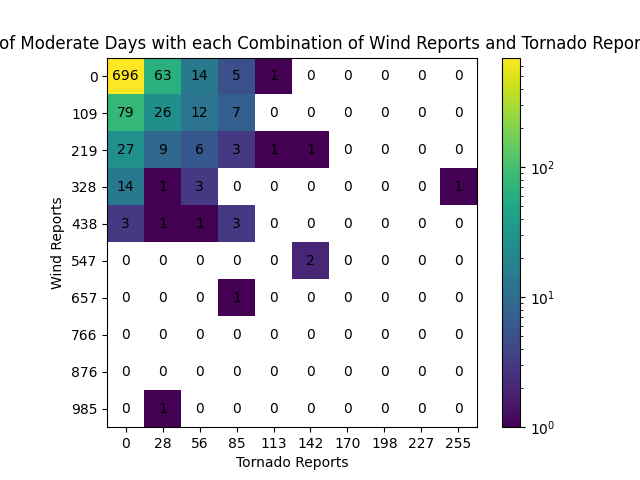 of Moderate Days with each Combination of Wind Reports and Tornado Repor
0 696 63 14 5 1 0 0 0 0 0
109 79 26 12 7 0 0 0 0 0 0
219 27 9 6 3 1 1 0 0 0 0
328 14 1 3 0 0 0 0 0 0 1
438 3 1 1 3 0 0 0 0 0 0
547 0 0 0 0 0 2 0 0 0 0
657 0 0 0 1 0 0 0 0 0 0
766 0 0 0 0 0 0 0 0 0 0
876 0 0 0 0 0 0 0 0 0 0
985 0 1 0 0 0 0 0 0 0 0
0 28 56 85 113 142 170 198 227 255
Tornado Reports
Wind Reports
10²
10¹
10⁰